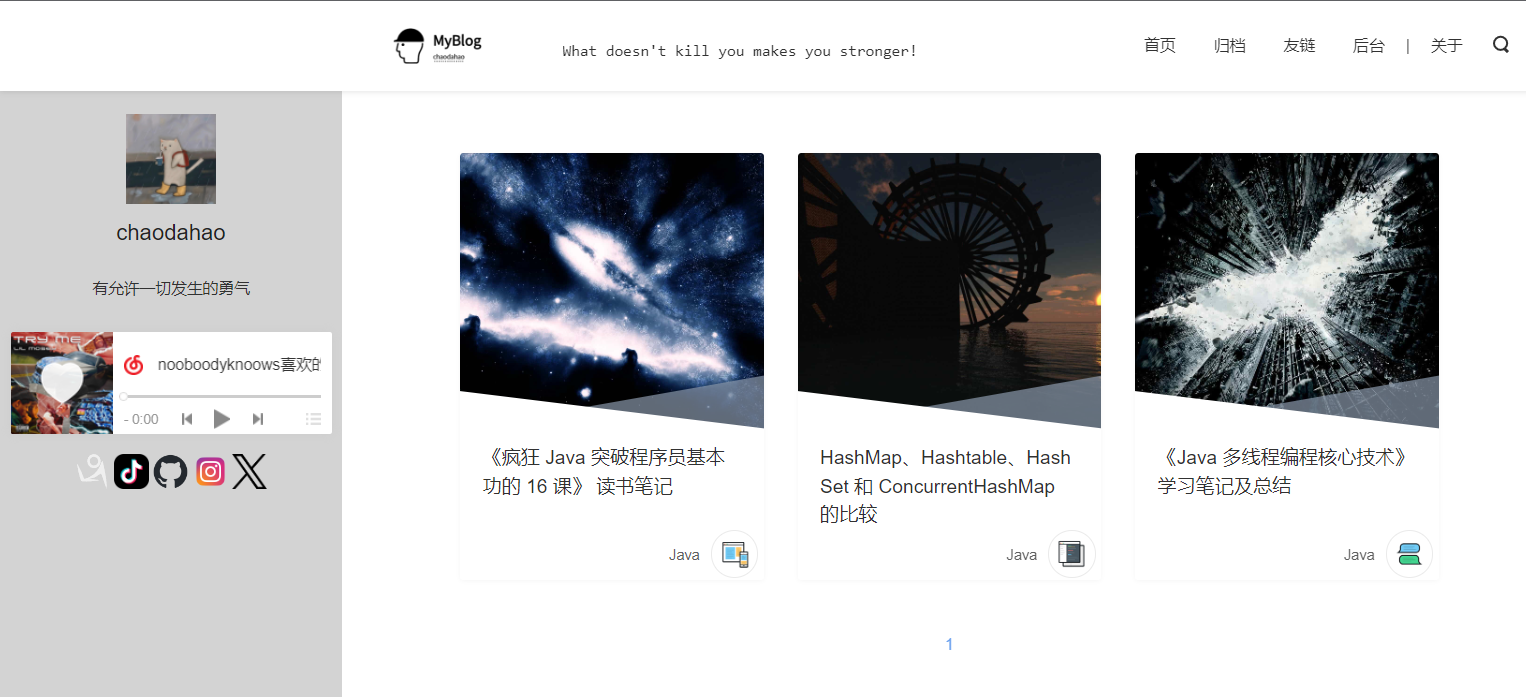 MyBlog
chaodahao
What doesn't kill you makes you stronger!
首页 归档 友链 后台 | 关于
chaodahao
有允许一切发生的勇气
TRY ME
LIL MOSEY
nooboodyknoows喜欢的
- 0:00
《疯狂 Java 突破程序员基本
功的 16 课》 读书笔记
Java
HashMap、Hashtable、Hash
Set 和 ConcurrentHashMap
的比较
Java
《Java 多线程编程核心技术》
学习笔记及总结
Java
1